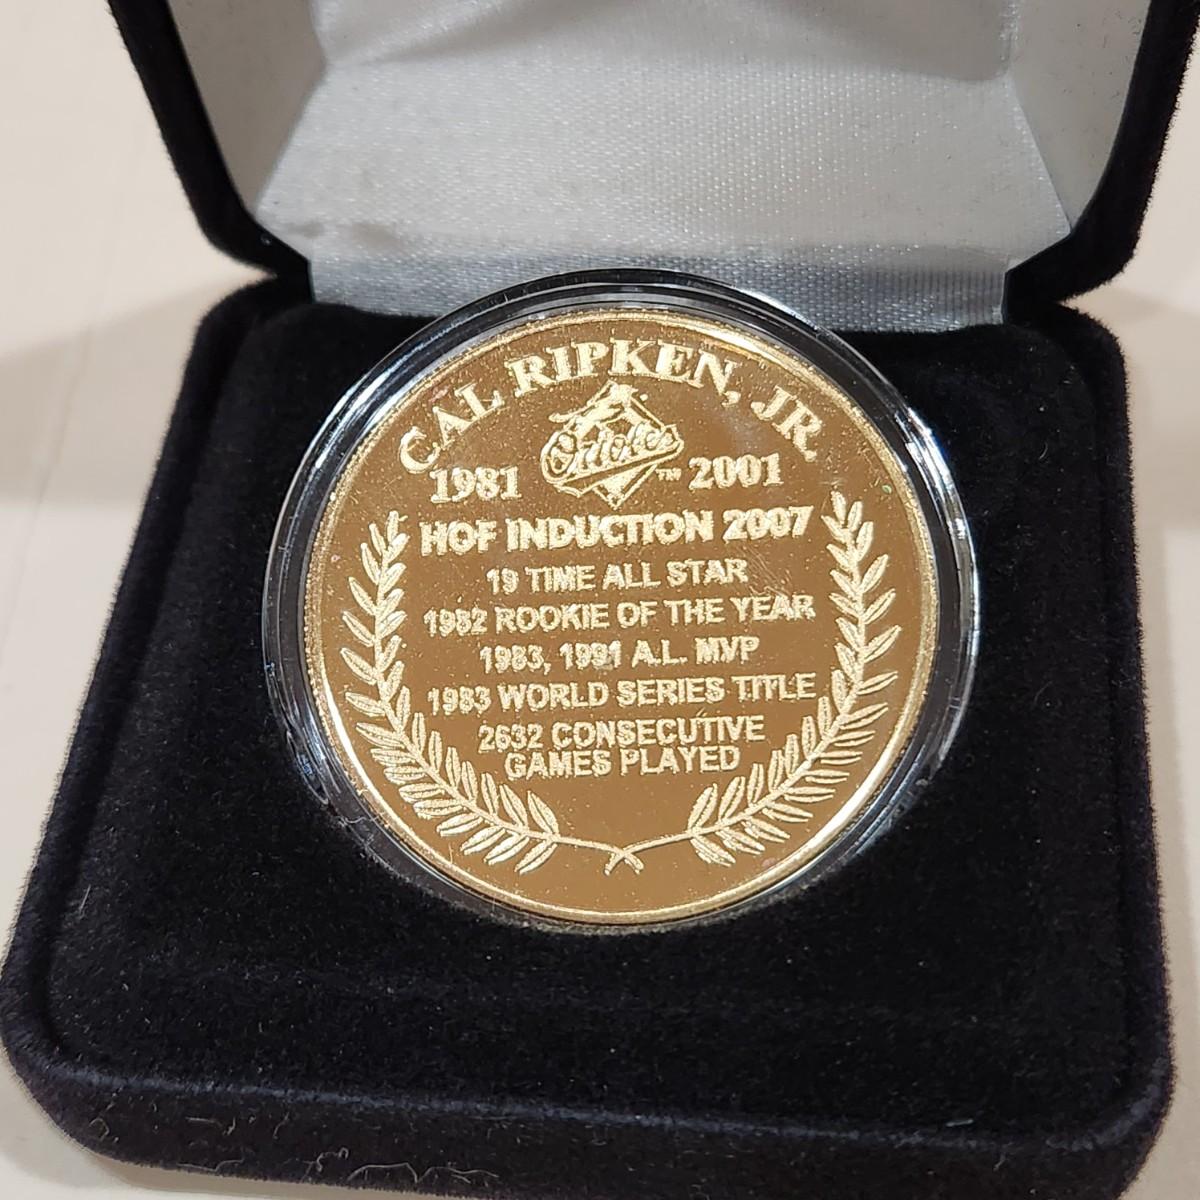 CAL RIPKEN, JR.
Orioles
TM
1981 2001
HOF INDUCTION 2007
19 TIME ALL STAR
1982 ROOKIE OF THE YEAR
1983, 1991 A.L. MVP
1983 WORLD SERIES TITLE
2632 CONSECUTIVE
GAMES PLAYED